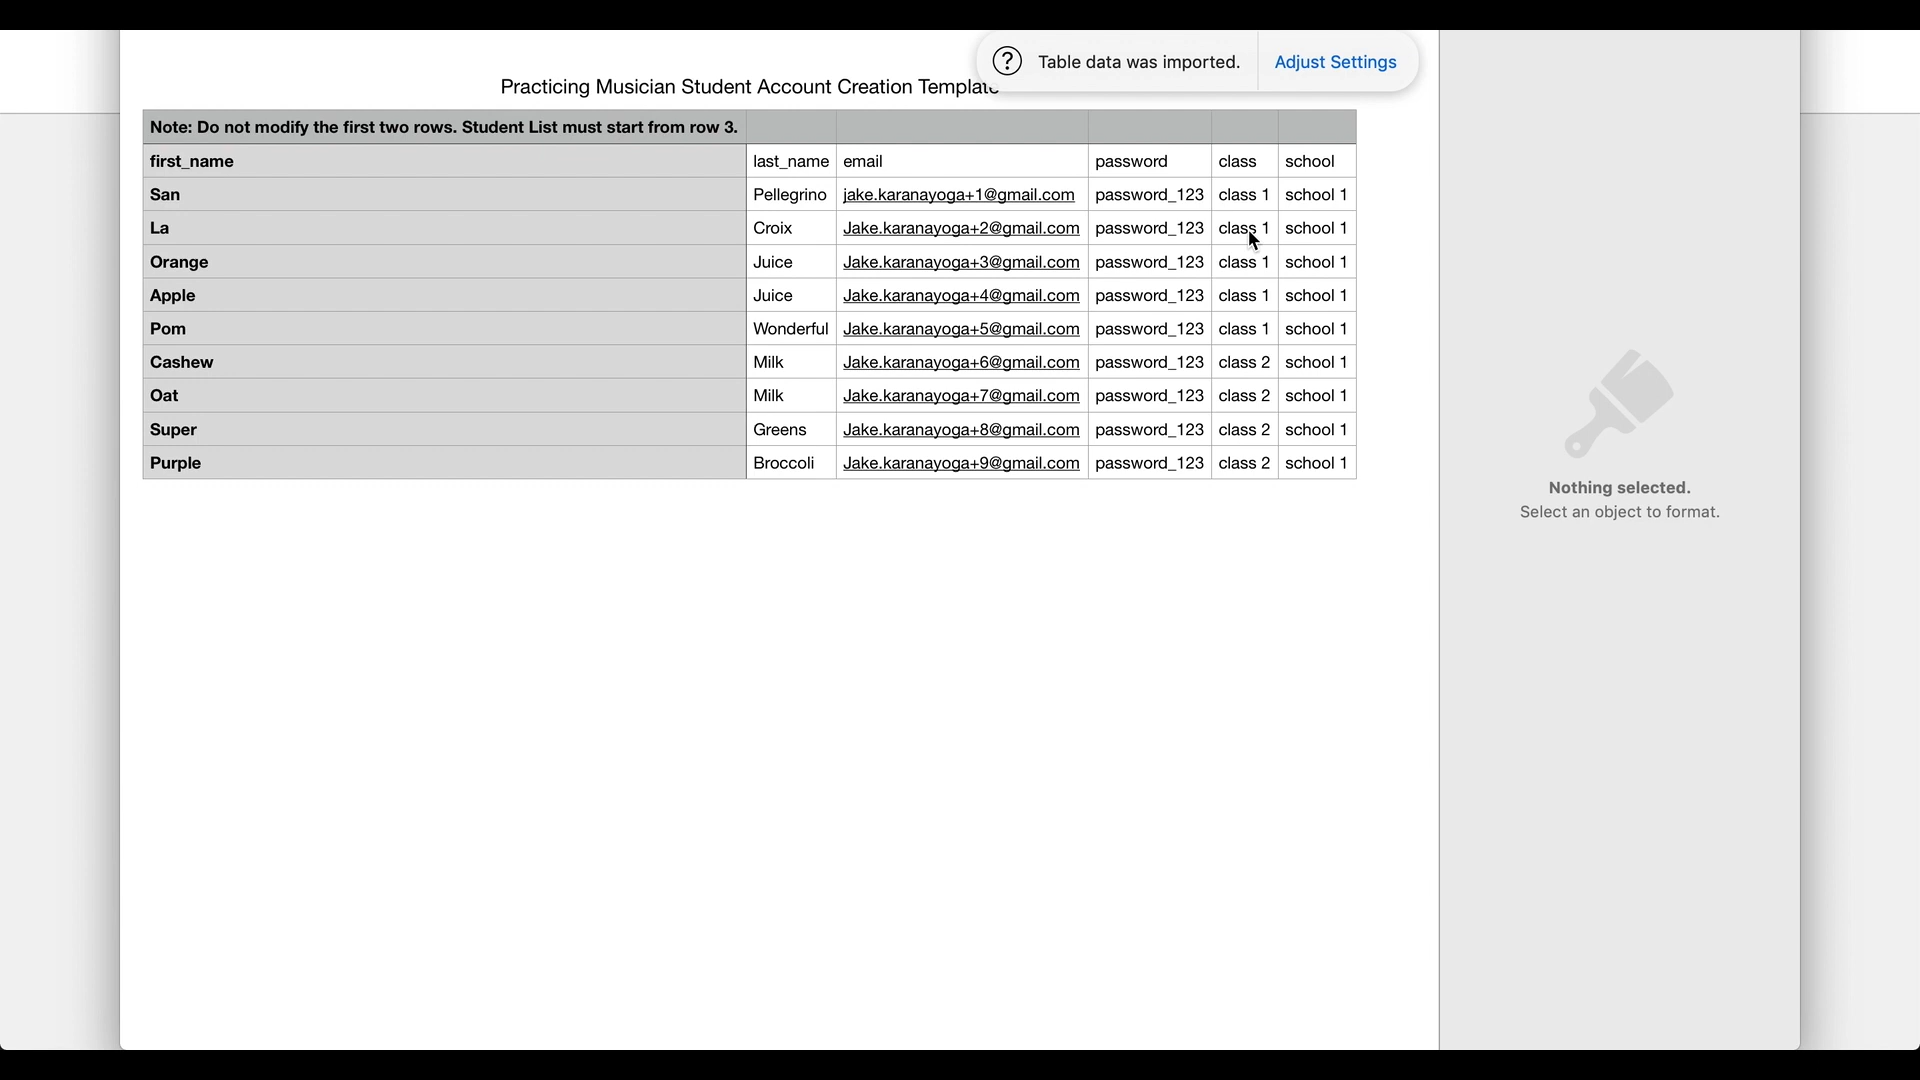 Table data was imported. Adjust Settings
Practicing Musician Student Account Creation Template
Note: Do not modify the first two rows. Student List must start from row 3.
first_name last_name email password class school
San Pellegrino jake.karanayoga+1@gmail.com password_123 class 1 school 1
La Croix Jake.karanayoga+2@gmail.com password_123 class 1 school 1
Orange Juice Jake.karanayoga+3@gmail.com password_123 class 1 school 1
Apple Juice Jake.karanayoga+4@gmail.com password_123 class 1 school 1
Pom Wonderful Jake.karanayoga+5@gmail.com password_123 class 1 school 1
Cashew Milk Jake.karanayoga+6@gmail.com password_123 class 2 school 1
Oat Milk Jake.karanayoga+7@gmail.com password_123 class 2 school 1
Super Greens Jake.karanayoga+8@gmail.com password_123 class 2 school 1
Purple Broccoli Jake.karanayoga+9@gmail.com password_123 class 2 school 1
Nothing selected.
Select an object to format.